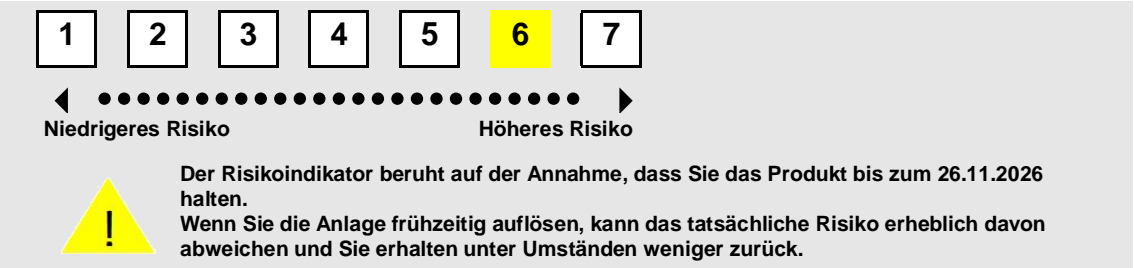 1 2 3 4 5 6 7
Niedrigeres Risiko Höheres Risiko
Der Risikoindikator beruht auf der Annahme, dass Sie das Produkt bis zum 26.11.2026
halten.
Wenn Sie die Anlage frühzeitig auflösen, kann das tatsächliche Risiko erheblich davon
abweichen und Sie erhalten unter Umständen weniger zurück.
!